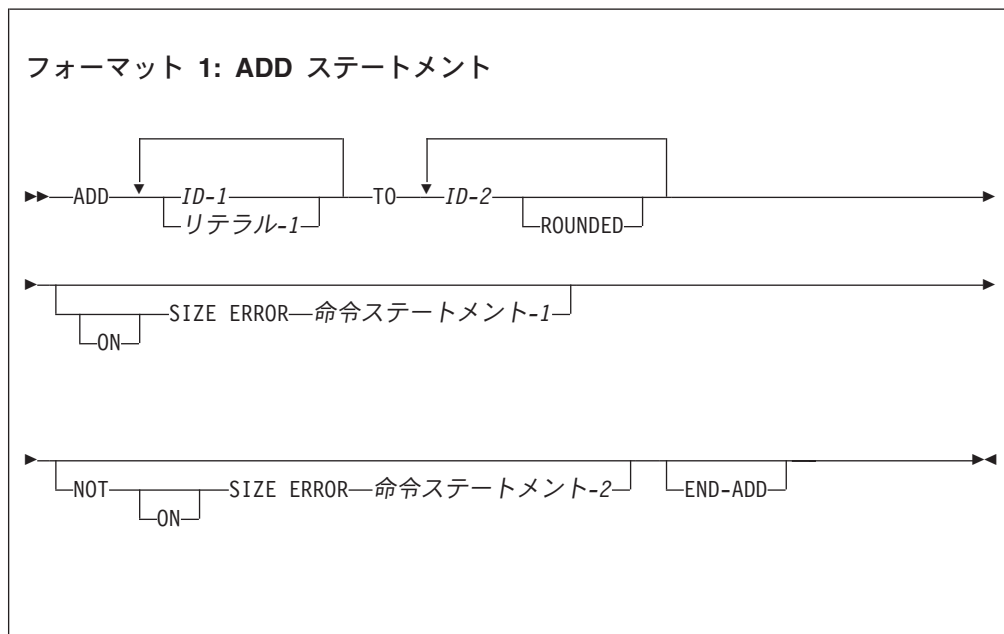 フォーマット 1: ADD ステートメント
ADD ID-1 TO ID-2
リテラル-1 ROUNDED
SIZE ERROR 命令ステートメント-1
ON
NOT SIZE ERROR 命令ステートメント-2 END-ADD
ON